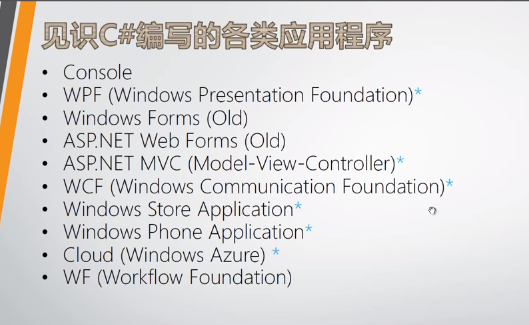 见识C#编写的各类应用程序
• Console
• WPF (Windows Presentation Foundation)*
• Windows Forms (Old)
• ASP.NET Web Forms (Old)
• ASP.NET MVC (Model-View-Controller)*
• WCF (Windows Communication Foundation)*
• Windows Store Application*
• Windows Phone Application*
• Cloud (Windows Azure) *
• WF (Workflow Foundation)